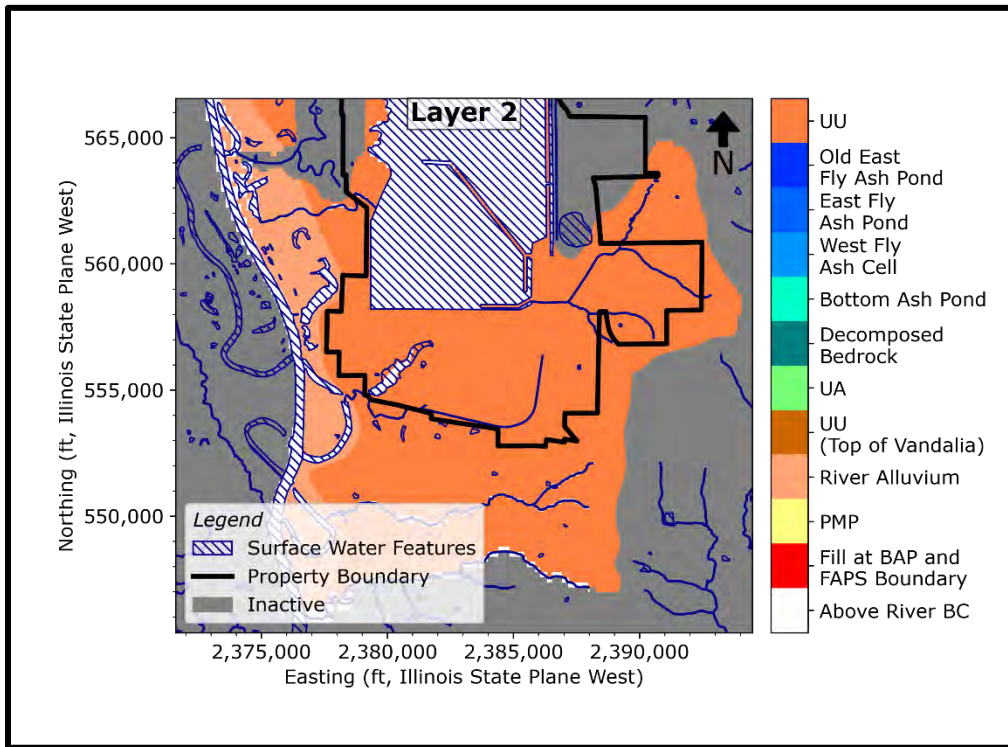 Layer 2
N
565,000
560,000
555,000
550,000
Northing (ft, Illinois State Plane West)
2,375,000
2,380,000
2,385,000
2,390,000
Easting (ft, Illinois State Plane West)
Legend
Surface Water Features
Property Boundary
Inactive
UU
Old East
Fly Ash Pond
East Fly
Ash Pond
West Fly
Ash Cell
Bottom Ash Pond
Decomposed
Bedrock
UA
UU
(Top of Vandalia)
River Alluvium
PMP
Fill at BAP and
FAPS Boundary
Above River BC